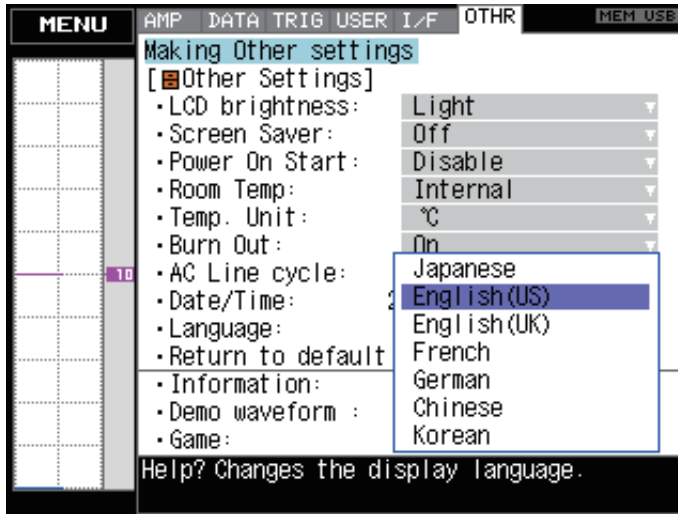 MENU
AMP DATA TRIG USER I/F OTHR MEM USB
Making Other settings
[Other Settings]
・LCD brightness: Light
・Screen Saver: Off
・Power On Start: Disable
・Room Temp: Internal
・Temp. Unit: ℃
・Burn Out: On
10
・AC Line cycle:
・Date/Time: 2
・Language:
・Return to default
・Information:
・Demo waveform :
・Game:
Japanese
English(US)
English(UK)
French
German
Chinese
Korean
Help? Changes the display language.